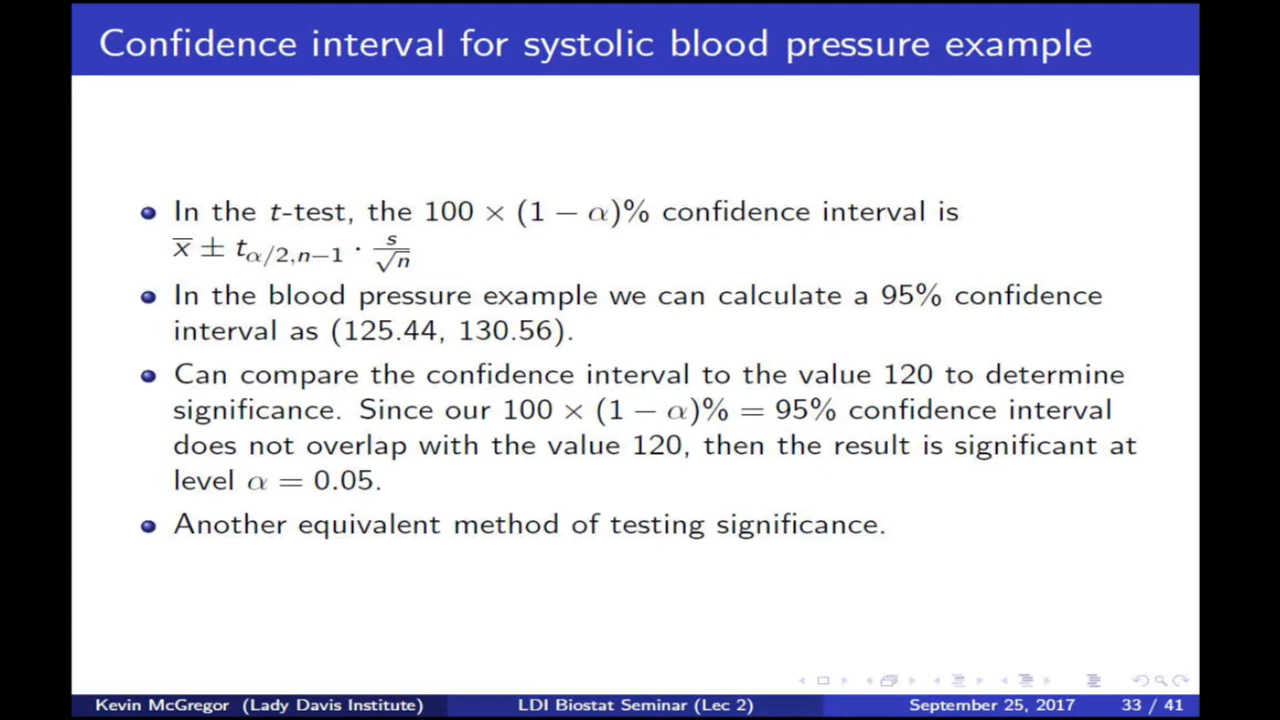 Confidence interval for systolic blood pressure example
In the t-test, the 100 × (1 − α)% confidence interval is
x̅ ± t_{α/2,n−1} · s/√n
In the blood pressure example we can calculate a 95% confidence
interval as (125.44, 130.56).
Can compare the confidence interval to the value 120 to determine
significance. Since our 100 × (1 − α)% = 95% confidence interval
does not overlap with the value 120, then the result is significant at
level α = 0.05.
Another equivalent method of testing significance.
Kevin McGregor (Lady Davis Institute) LDI Biostat Seminar (Lec 2) September 25, 2017 33 / 41